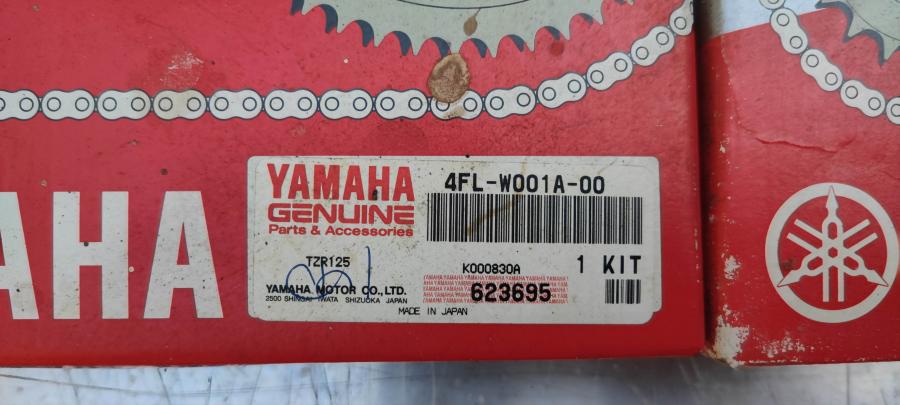 AHA
YAMAHA
GENUINE
Parts & Accessories
4FL-W001A-00
TZR125
K000830A
1 KIT
YAMAHA MOTOR CO., LTD.
2500 SHINGAI IWATA SHIZUOKA JAPAN
623695
MADE IN JAPAN